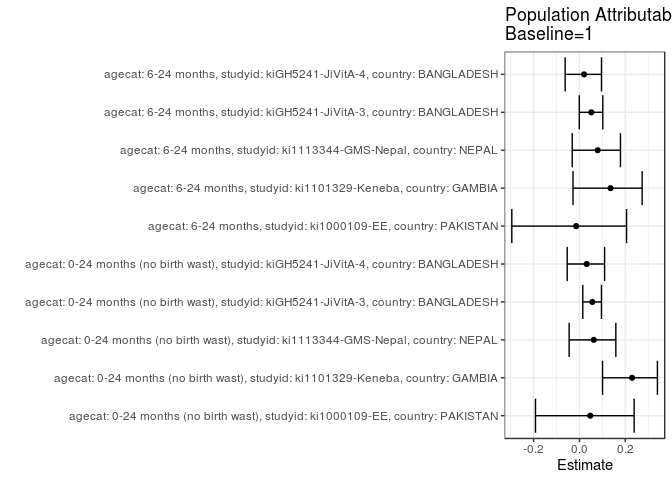 Population Attributab
Baseline=1
agecat: 6-24 months, studyid: kiGH5241-JiVitA-4, country: BANGLADESH
agecat: 6-24 months, studyid: kiGH5241-JiVitA-3, country: BANGLADESH
agecat: 6-24 months, studyid: ki1113344-GMS-Nepal, country: NEPAL
agecat: 6-24 months, studyid: ki1101329-Keneba, country: GAMBIA
agecat: 6-24 months, studyid: ki1000109-EE, country: PAKISTAN
agecat: 0-24 months (no birth wast), studyid: kiGH5241-JiVitA-4, country: BANGLADESH
agecat: 0-24 months (no birth wast), studyid: kiGH5241-JiVitA-3, country: BANGLADESH
agecat: 0-24 months (no birth wast), studyid: ki1113344-GMS-Nepal, country: NEPAL
agecat: 0-24 months (no birth wast), studyid: ki1101329-Keneba, country: GAMBIA
agecat: 0-24 months (no birth wast), studyid: ki1000109-EE, country: PAKISTAN
-0.2 0.0 0.2
Estimate